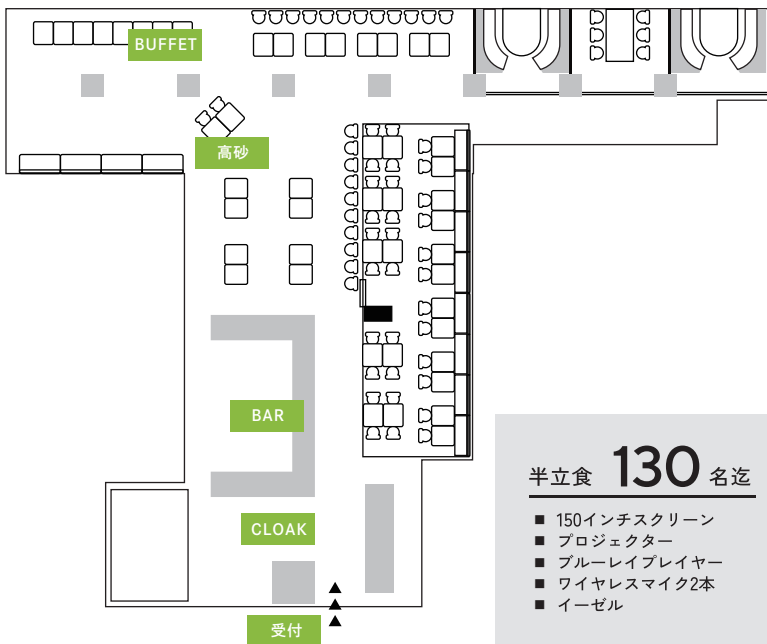 BUFFET
高砂
BAR
CLOAK
受付
半立食 130 名迄
■ 150インチスクリーン
■ プロジェクター
■ ブルーレイプレイヤー
■ ワイヤレスマイク2本
■ イーゼル